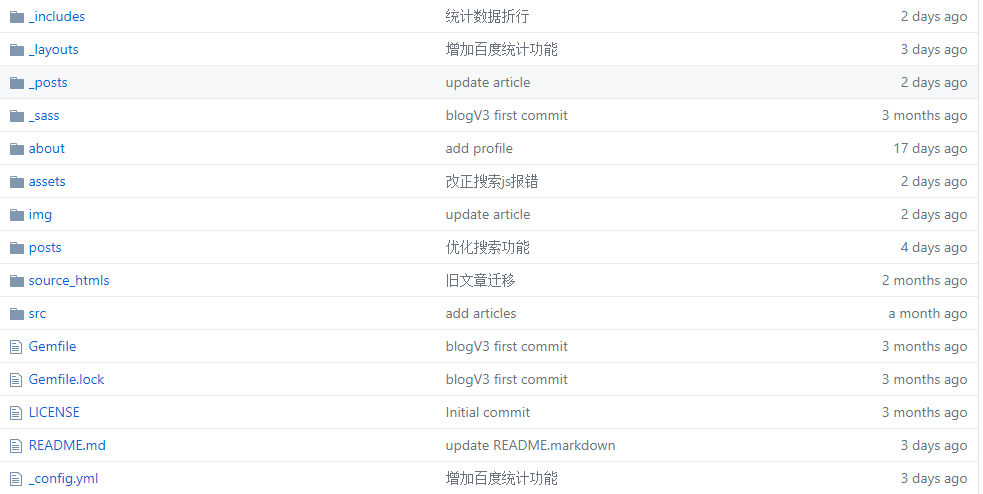 _includes 统计数据折行 2 days ago
_layouts 增加百度统计功能 3 days ago
_posts update article 2 days ago
_sass blogV3 first commit 3 months ago
about add profile 17 days ago
assets 改正搜索js报错 2 days ago
img update article 2 days ago
posts 优化搜索功能 4 days ago
source_htmls 旧文章迁移 2 months ago
src add articles a month ago
Gemfile blogV3 first commit 3 months ago
Gemfile.lock blogV3 first commit 3 months ago
LICENSE Initial commit 3 months ago
README.md update README.markdown 3 days ago
_config.yml 增加百度统计功能 3 days ago